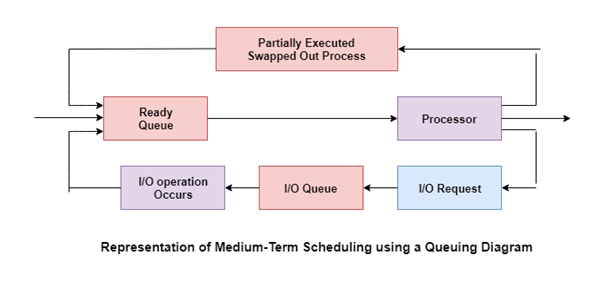 Partially Executed
Swapped Out Process
Ready
Queue
Processor
I/O operation
Occurs
I/O Queue
I/O Request
Representation of Medium-Term Scheduling using a Queuing Diagram